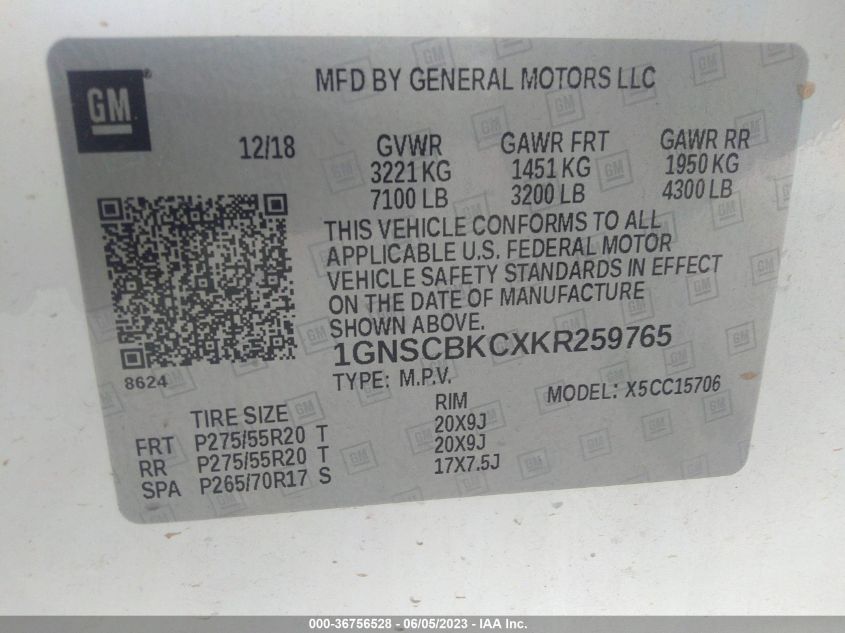 GM
MFD BY GENERAL MOTORS LLC
12/18
GVWR GAWR FRT GAWR RR
3221 KG 1451 KG 1950 KG
7100 LB 3200 LB 4300 LB
THIS VEHICLE CONFORMS TO ALL
APPLICABLE U.S. FEDERAL MOTOR
VEHICLE SAFETY STANDARDS IN EFFECT
ON THE DATE OF MANUFACTURE
SHOWN ABOVE.
1GNSCBKCXKR259765
8624
TYPE: M.P.V. MODEL: X5CC15706
TIRE SIZE RIM
FRT P275/55R20 T 20X9J
RR P275/55R20 T 20X9J
SPA P265/70R17 S 17X7.5J
000-36756528 - 06/05/2023 - IAA Inc.